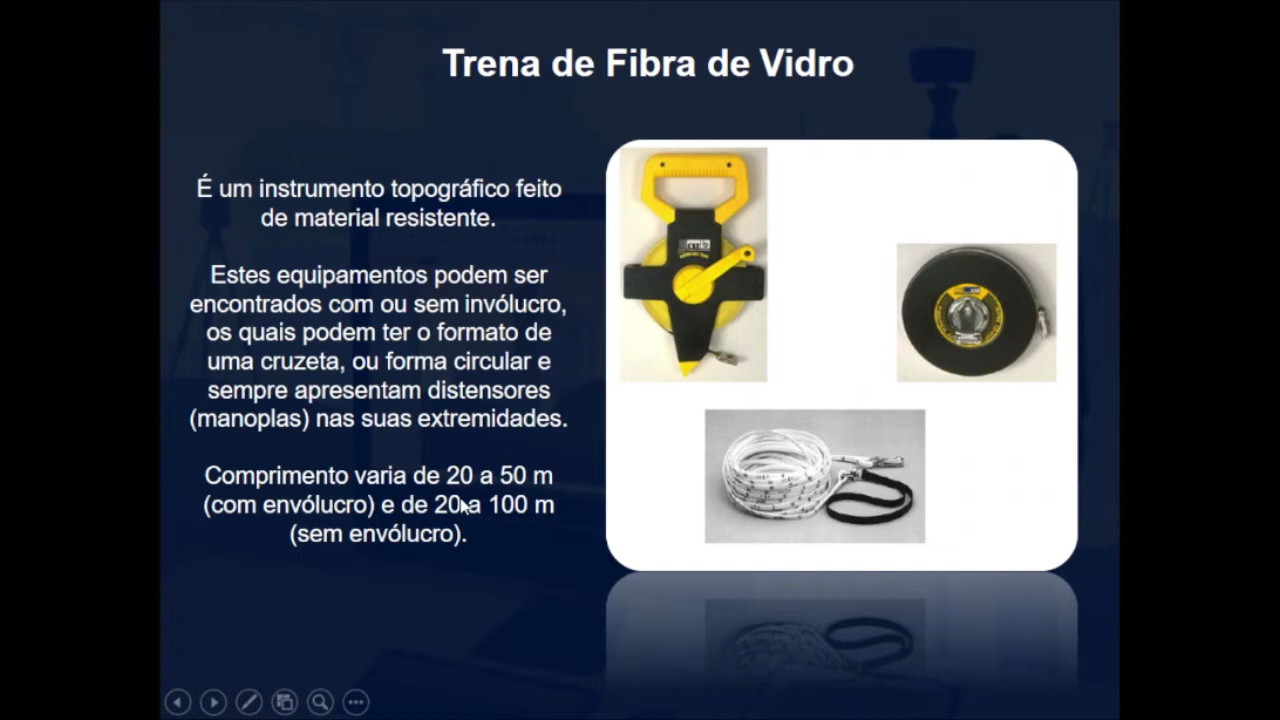 Trena de Fibra de Vidro
É um instrumento topográfico feito
de material resistente.
Estes equipamentos podem ser
encontrados com ou sem invólucro,
os quais podem ter o formato de
uma cruzeta, ou forma circular e
sempre apresentam distensores
(manoplas) nas suas extremidades.
Comprimento varia de 20 a 50 m
(com envólucro) e de 20 a 100 m
(sem envólucro).